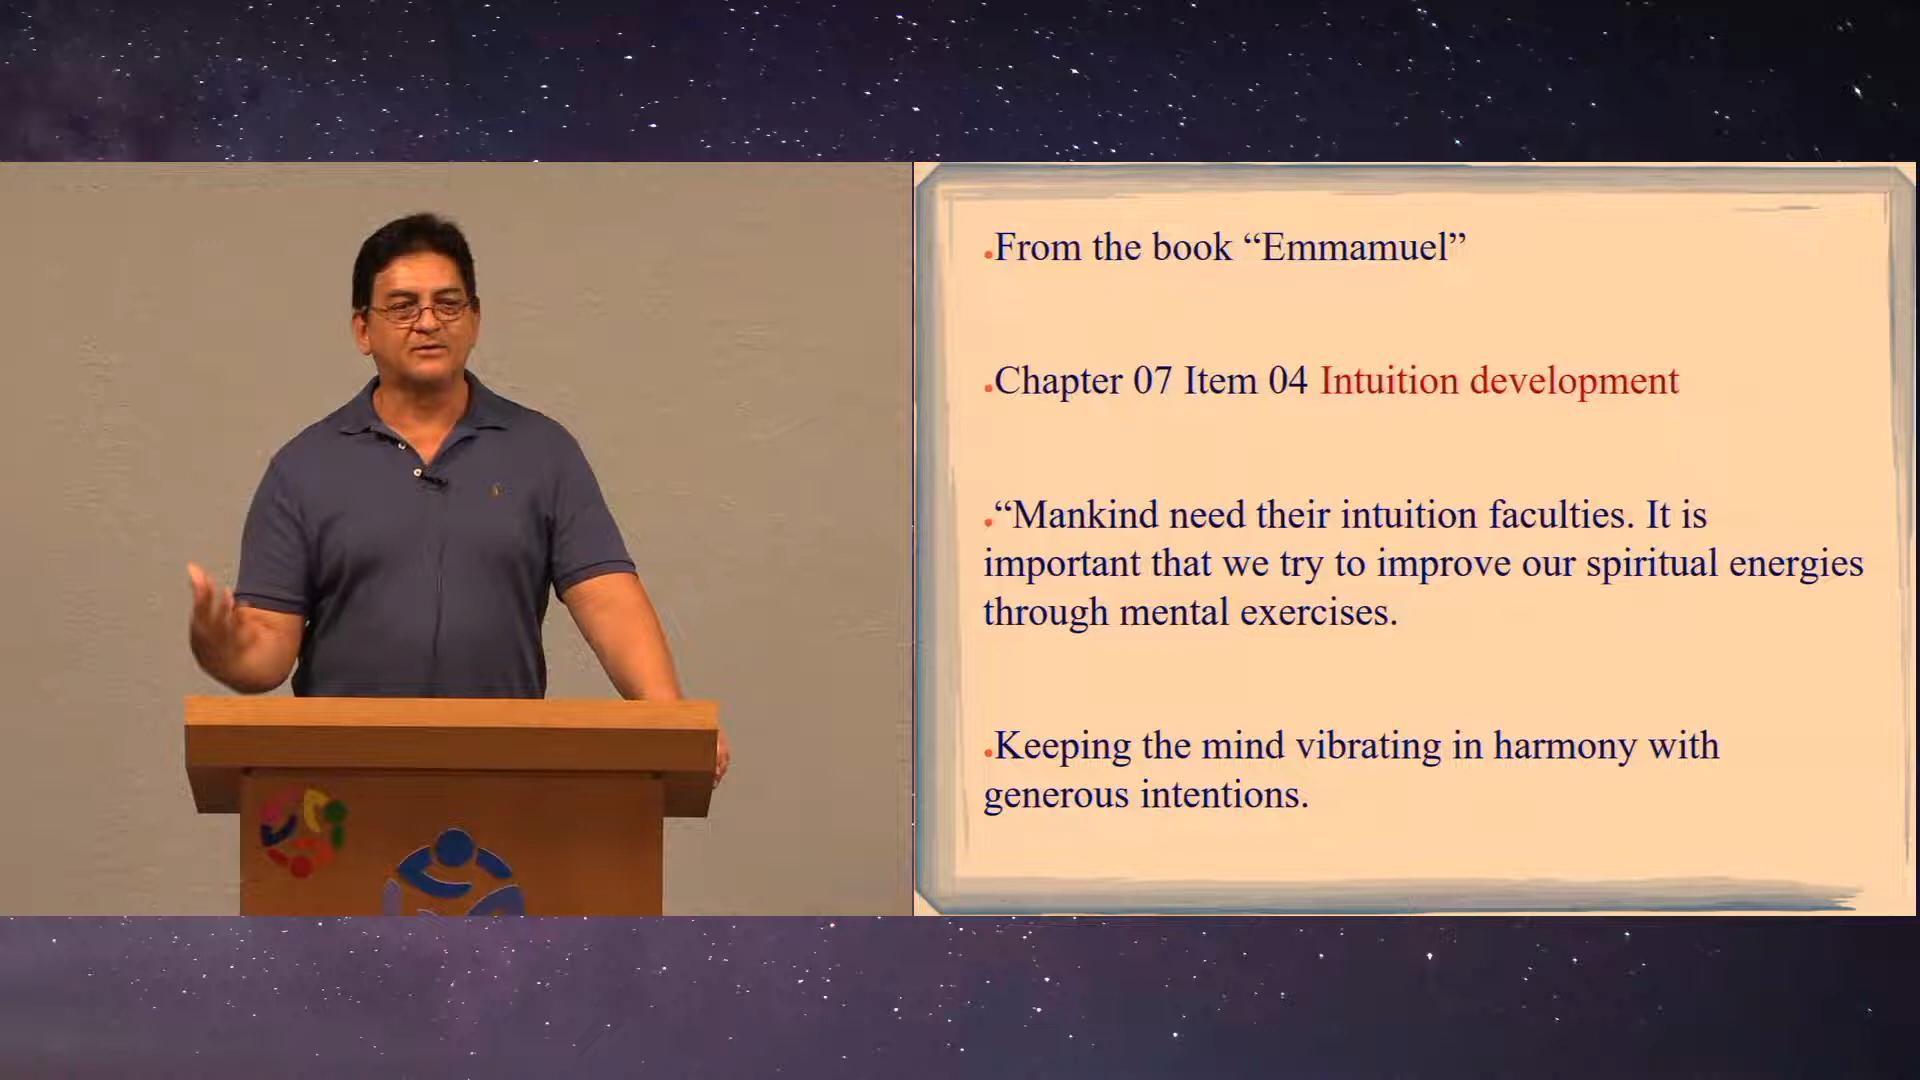 .From the book “Emmamuel”
.Chapter 07 Item 04 Intuition development
.“Mankind need their intuition faculties. It is
important that we try to improve our spiritual energies
through mental exercises.
.Keeping the mind vibrating in harmony with
generous intentions.